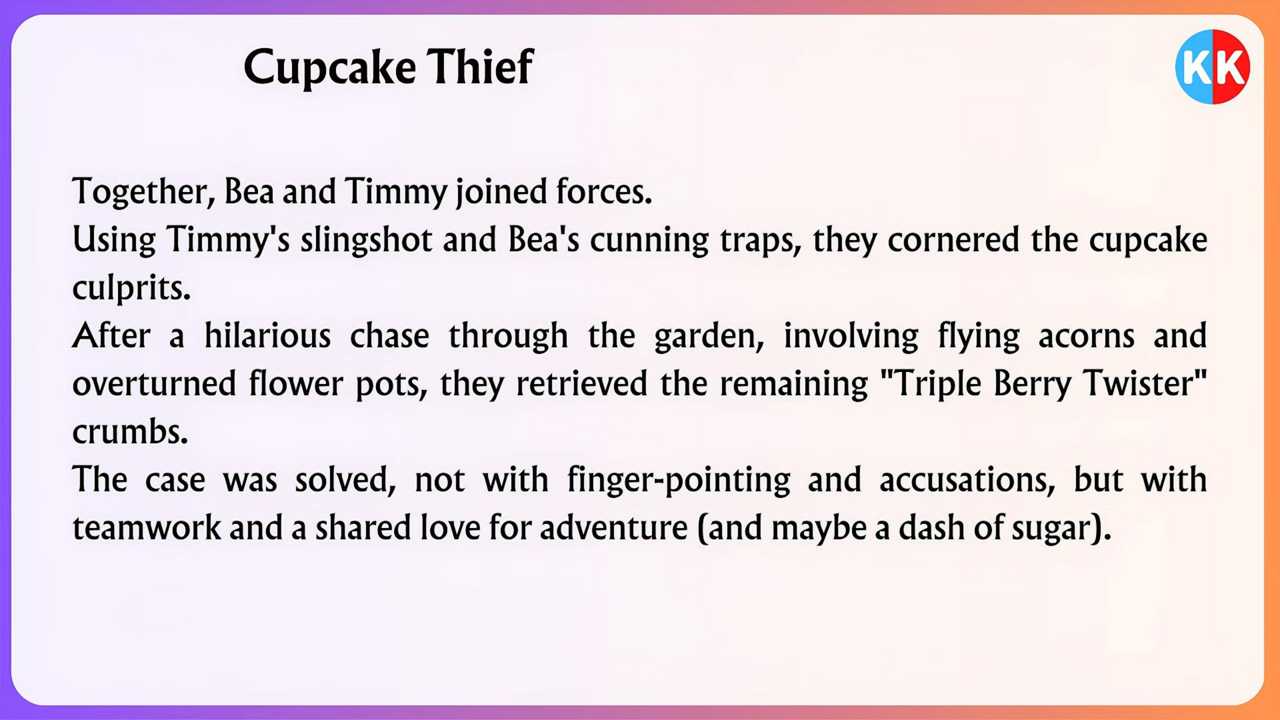 Cupcake Thief
KK
Together, Bea and Timmy joined forces.
Using Timmy's slingshot and Bea's cunning traps, they cornered the cupcake
culprits.
After a hilarious chase through the garden, involving flying acorns and
overturned flower pots, they retrieved the remaining "Triple Berry Twister"
crumbs.
The case was solved, not with finger-pointing and accusations, but with
teamwork and a shared love for adventure (and maybe a dash of sugar).